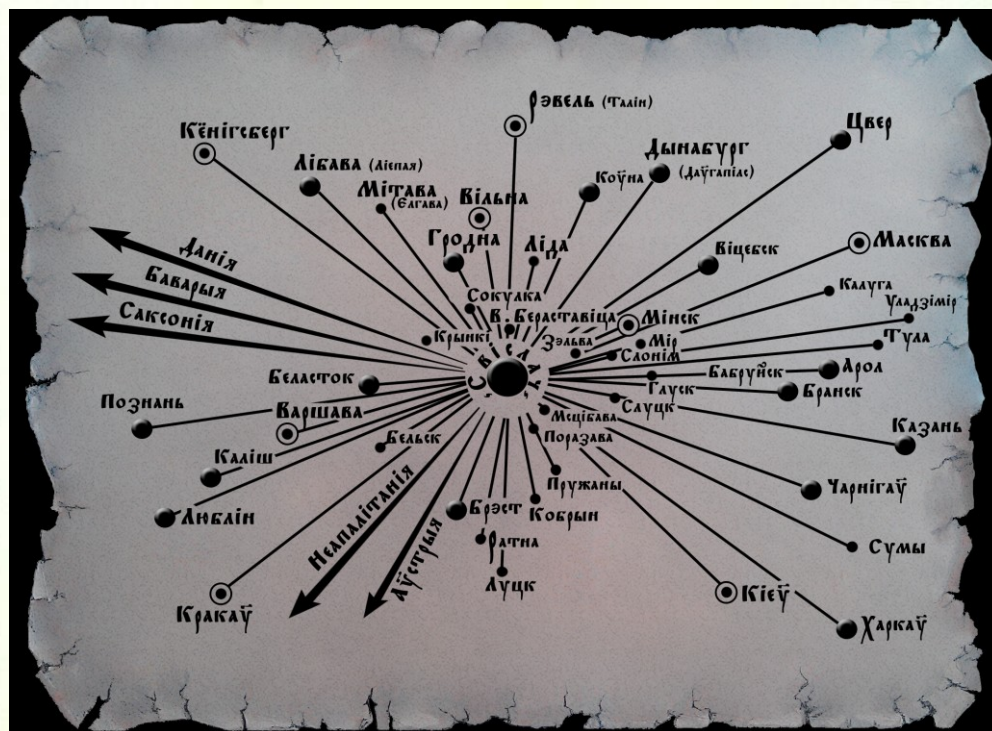 Рэвель (Талін)
Кёнігсберг
Цвер
Лібава (Ліепая)
Дынабург
(Даўгапілс)
Коўна
Мітава
(Елгава)
Вільна
Гродна
Ліда
Масква
Віцебск
Данія
Баварыя
Саксонія
Калуга
Сокулка
Уладзімір
В. Бераставіца
Мінск
Крынкі
Зэльва
Мір
Тула
Слонім
Свіслач
Беласток
Бабруйск
Арол
Глуск
Бранск
Познань
Варшава
Мсцібава
Слуцк
Казань
Бельск
Поразава
Каліш
Пружаны
Чарнігаў
Люблін
Неапалітанія
Аўстрыя
Брэст
Кобрын
Ратна
Сумы
Луцк
Кракаў
Кіеў
Харкаў